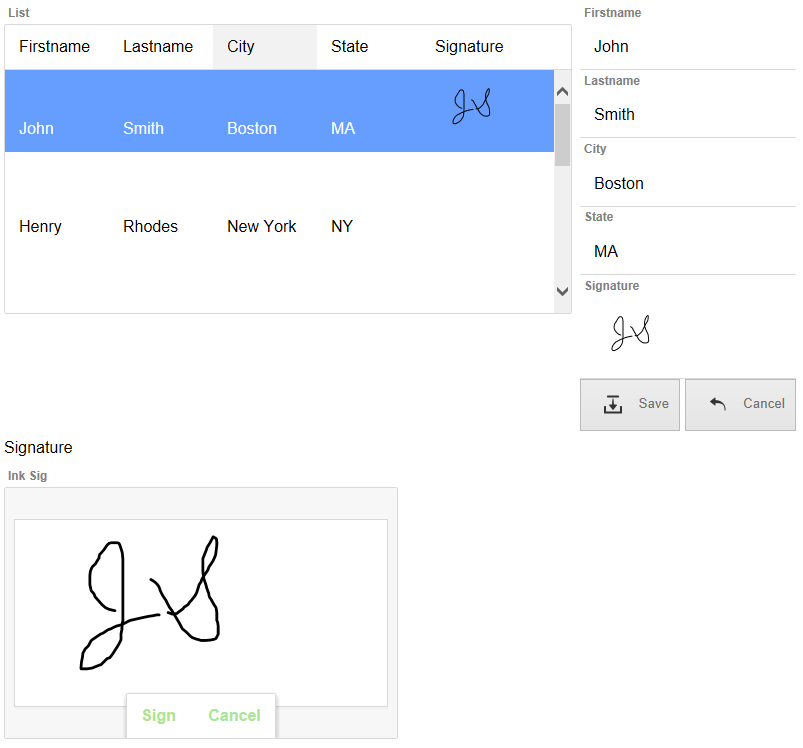 List
Firstname Lastname City State Signature
John Smith Boston MA JS
Henry Rhodes New York NY
Firstname
John
Lastname
Smith
City
Boston
State
MA
Signature
JS
Save Cancel
Signature
Ink Sig
JS
Sign Cancel